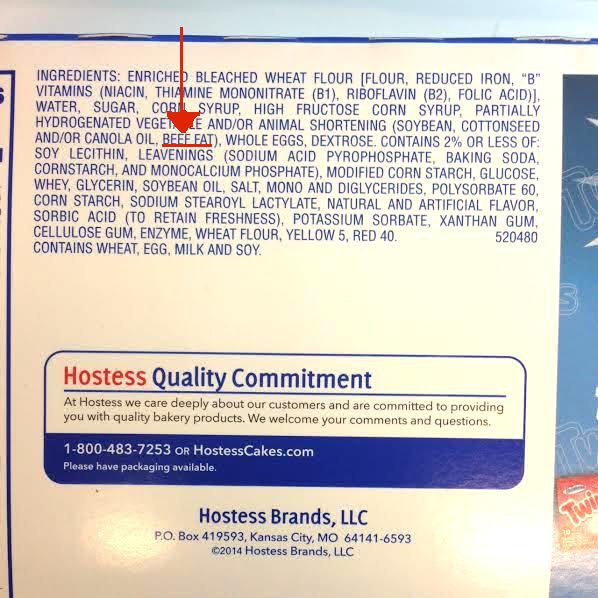 INGREDIENTS: ENRICHED BLEACHED WHEAT FLOUR [FLOUR, REDUCED IRON, "B"
VITAMINS (NIACIN, THIAMINE MONONITRATE (B1), RIBOFLAVIN (B2), FOLIC ACID)],
WATER, SUGAR, CORN SYRUP, HIGH FRUCTOSE CORN SYRUP, PARTIALLY
HYDROGENATED VEGETABLE AND/OR ANIMAL SHORTENING (SOYBEAN, COTTONSEED
AND/OR CANOLA OIL, BEEF FAT), WHOLE EGGS, DEXTROSE. CONTAINS 2% OR LESS OF:
SOY LECITHIN, LEAVENINGS (SODIUM ACID PYROPHOSPHATE, BAKING SODA,
CORNSTARCH, AND MONOCALCIUM PHOSPHATE), MODIFIED CORN STARCH, GLUCOSE,
WHEY, GLYCERIN, SOYBEAN OIL, SALT, MONO AND DIGLYCERIDES, POLYSORBATE 60,
CORN STARCH, SODIUM STEAROYL LACTYLATE, NATURAL AND ARTIFICIAL FLAVOR,
SORBIC ACID (TO RETAIN FRESHNESS), POTASSIUM SORBATE, XANTHAN GUM,
CELLULOSE GUM, ENZYME, WHEAT FLOUR, YELLOW 5, RED 40. 520480
CONTAINS WHEAT, EGG, MILK AND SOY.
Hostess Quality Commitment
At Hostess we care deeply about our customers and are committed to providing
you with quality bakery products. We welcome your comments and questions.
1-800-483-7253 OR HostessCakes.com
Please have packaging available.
Hostess Brands, LLC
P.O. Box 419593, Kansas City, MO 64141-6593
©2014 Hostess Brands, LLC